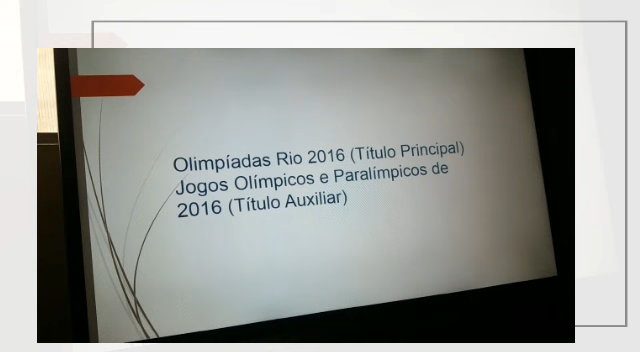 Olimpíadas Rio 2016 (Título Principal)
Jogos Olímpicos e Paralímpicos de
2016 (Título Auxiliar)